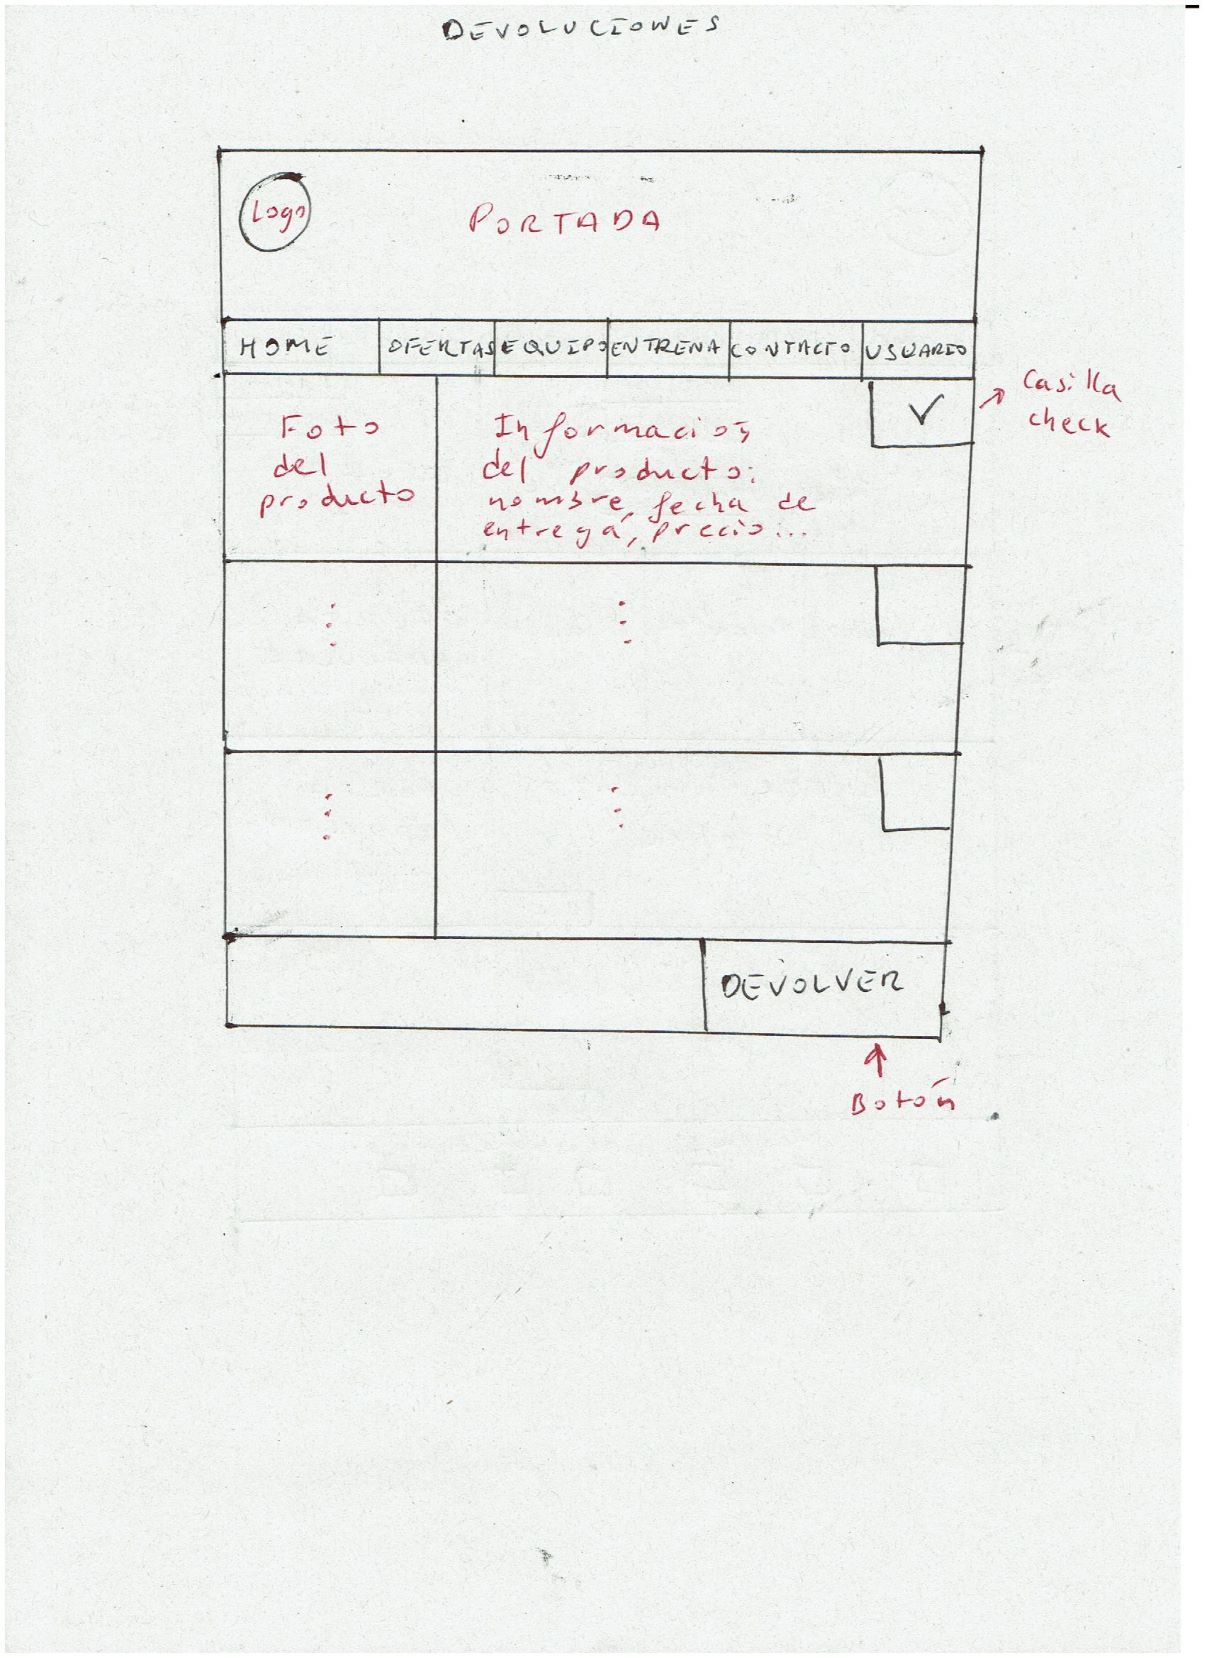 DEVOLUCIONES
Logo
PORTADA
HOME OFERTAS EQUIPO ENTRENA CONTACTO USUARIO
Casilla
check
Foto
del
producto
Información
del producto:
nombre, fecha de
entrega, precio...
DEVOLVER
Botón